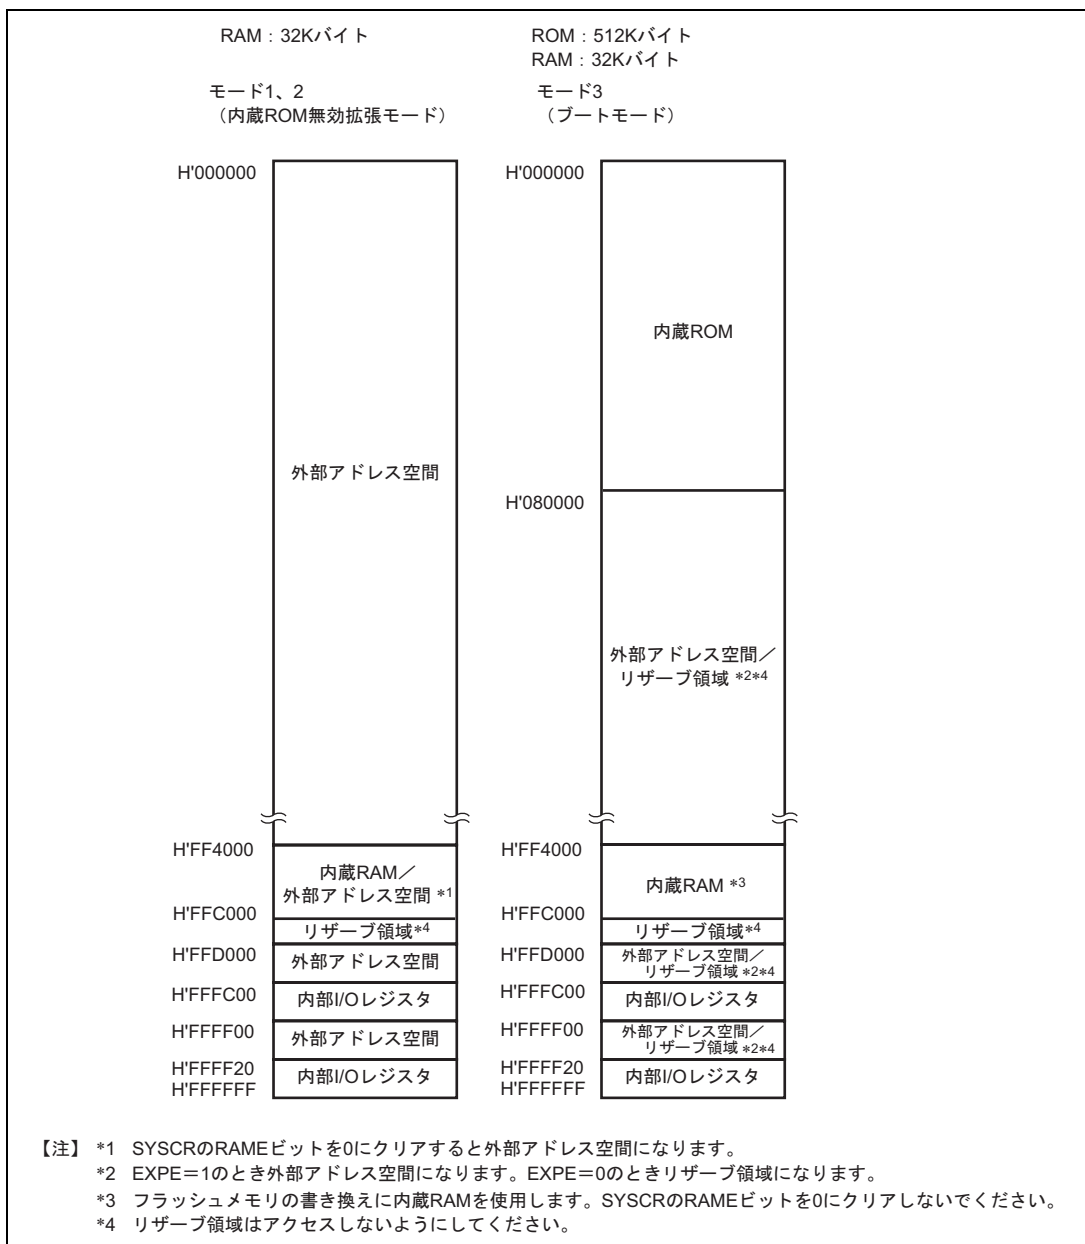 RAM：32Kバイト
モード1、2
（内蔵ROM無効拡張モード）
H'000000
外部アドレス空間
H'FF4000
内蔵RAM／
外部アドレス空間 *1
H'FFC000
リザーブ領域*4
H'FFD000
外部アドレス空間
H'FFFC00
内部I/Oレジスタ
H'FFFF00
外部アドレス空間
H'FFFF20
内部I/Oレジスタ
H'FFFFFF
ROM：512Kバイト
RAM：32Kバイト
モード3
（ブートモード）
H'000000
内蔵ROM
H'080000
外部アドレス空間／
リザーブ領域 *2*4
H'FF4000
内蔵RAM *3
H'FFC000
リザーブ領域*4
H'FFD000
外部アドレス空間／
リザーブ領域 *2*4
H'FFFC00
内部I/Oレジスタ
H'FFFF00
外部アドレス空間／
リザーブ領域 *2*4
H'FFFF20
内部I/Oレジスタ
H'FFFFFF
【注】 *1 SYSCRのRAMEビットを0にクリアすると外部アドレス空間になります。
*2 EXPE＝1のとき外部アドレス空間になります。EXPE＝0のときリザーブ領域になります。
*3 フラッシュメモリの書き換えに内蔵RAMを使用します。SYSCRのRAMEビットを0にクリアしないでください。
*4 リザーブ領域はアクセスしないようにしてください。